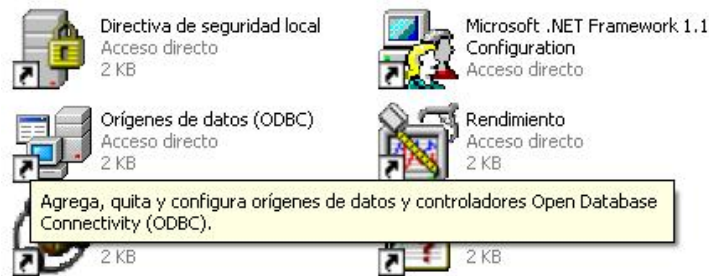 Directiva de seguridad local
Acceso directo
2 KB
Microsoft .NET Framework 1.1
Configuration
Acceso directo
Orígenes de datos (ODBC)
Acceso directo
2 KB
Rendimiento
Acceso directo
2 KB
Agrega, quita y configura orígenes de datos y controladores Open Database
Connectivity (ODBC).
2 KB
2 KB